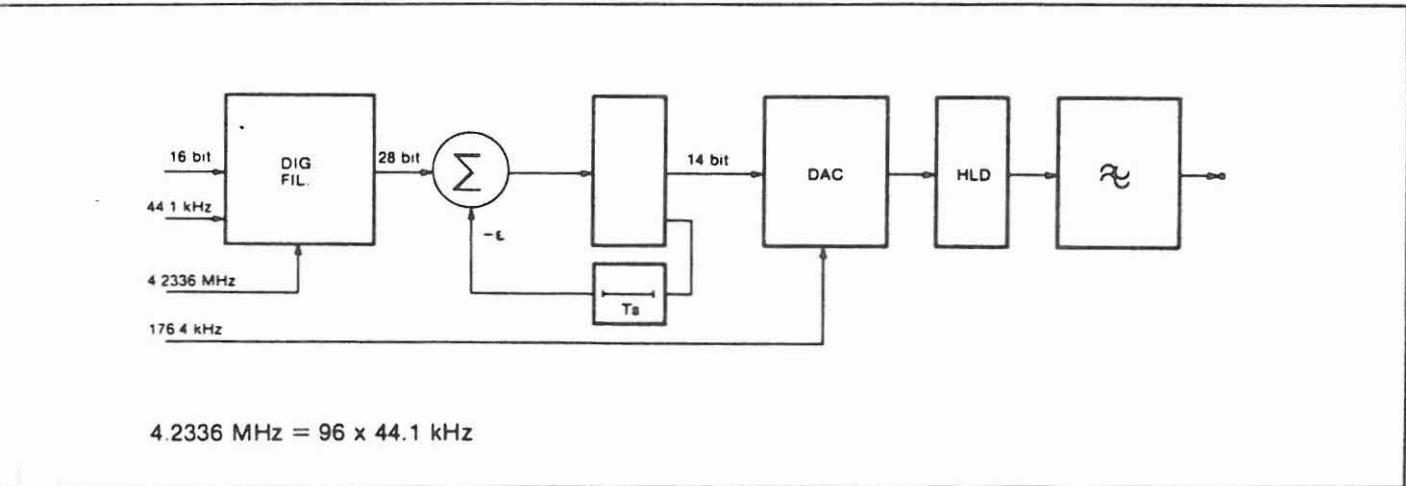 16 bit
44 1 kHz
4 2336 MHz
176 4 kHz
DIG
FIL.
28 bit
Σ
-ε
Ts
14 bit
DAC
HLD
4.2336 MHz = 96 x 44.1 kHz